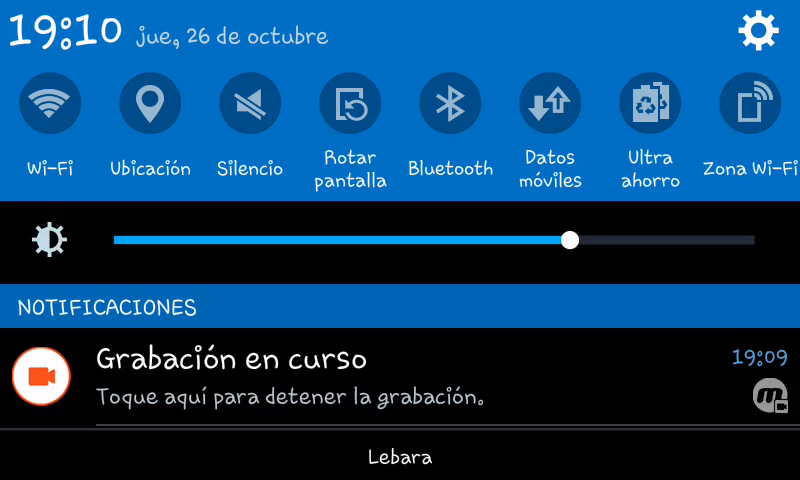 19:10 jue, 26 de octubre
Wi-Fi Ubicación Silencio Rotar pantalla Bluetooth Datos móviles Ultra ahorro Zona Wi-Fi
NOTIFICACIONES
Grabación en curso 19:09
Toque aquí para detener la grabación.
Lebara